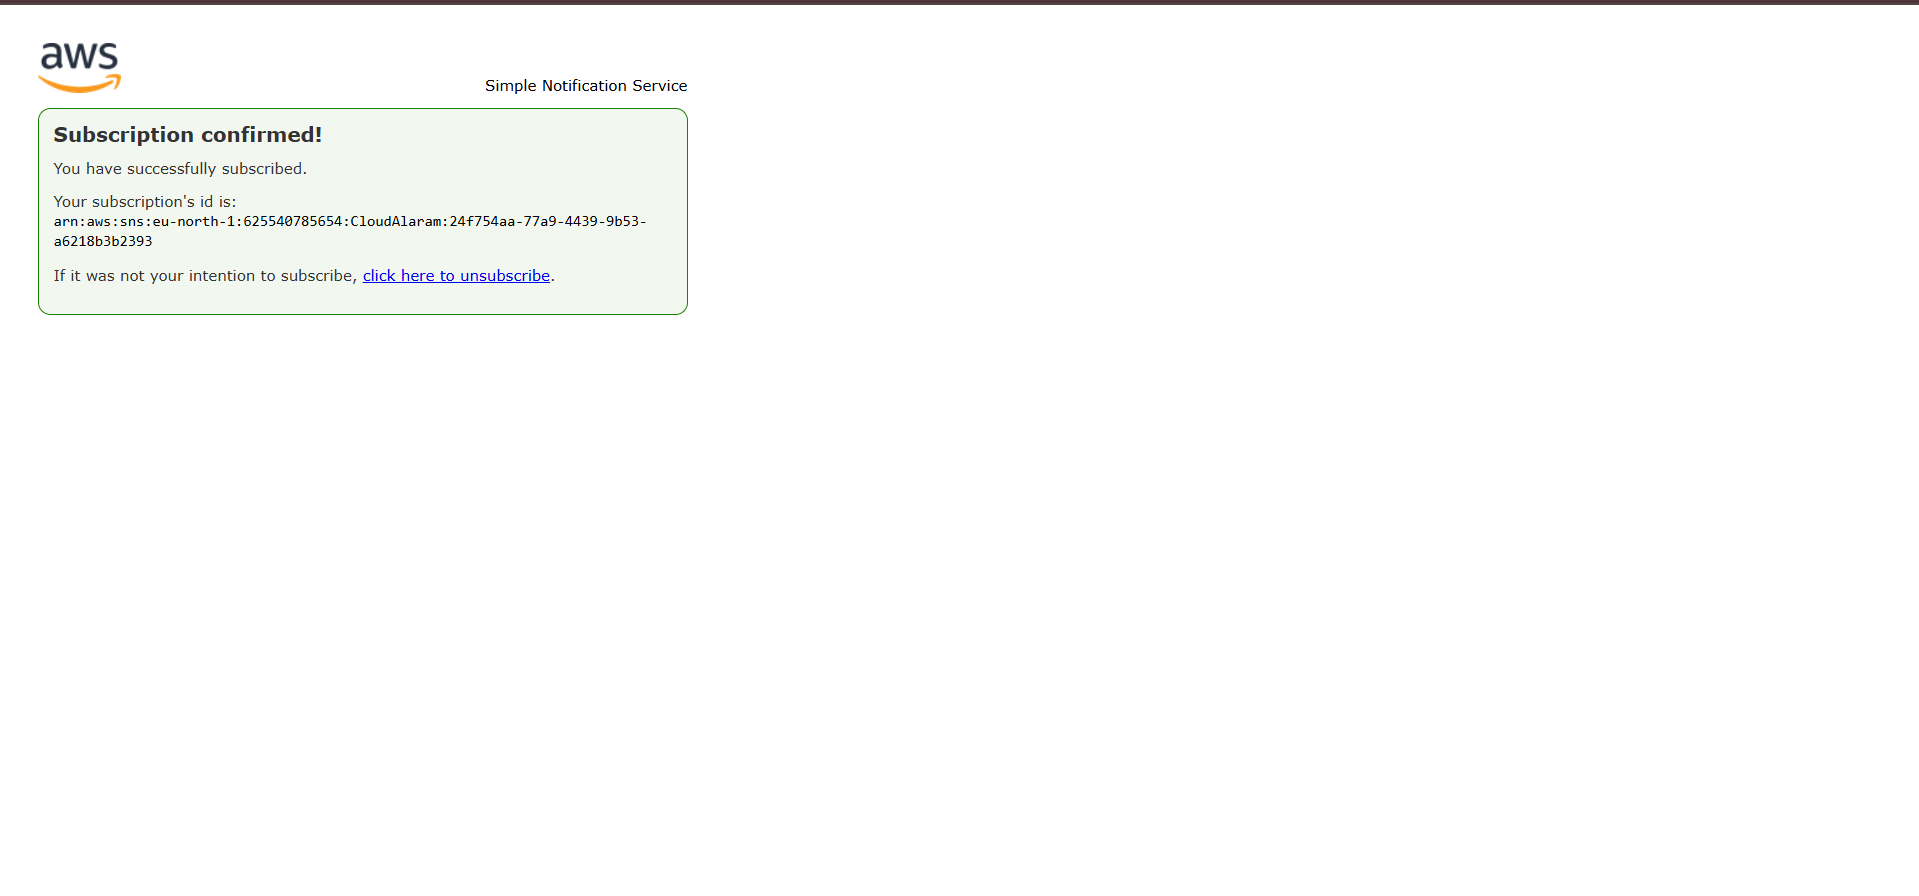 aws
Simple Notification Service
Subscription confirmed!
You have successfully subscribed.
Your subscription's id is:
arn:aws:sns:eu-north-1:625540785654:CloudAlaram:24f754aa-77a9-4439-9b53-
a6218b3b2393
If it was not your intention to subscribe, click here to unsubscribe.